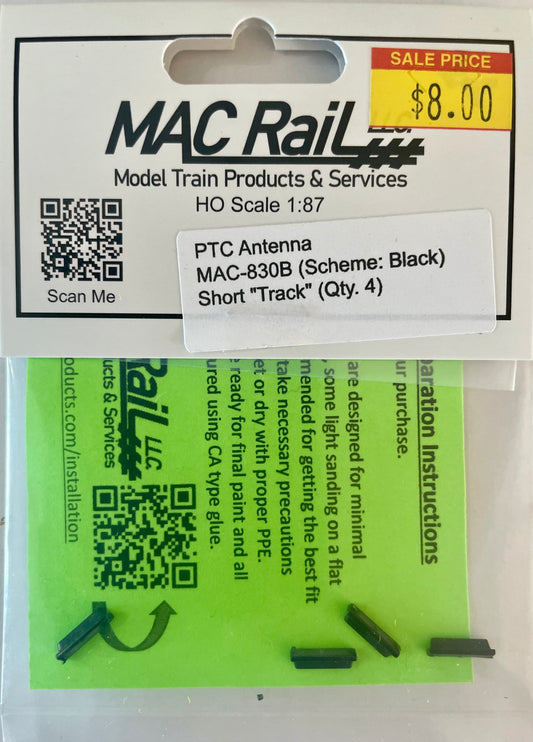 SALE PRICE
$8.00
MAC Rail LLC.
Model Train Products & Services
HO Scale 1:87
Scan Me
PTC Antenna
MAC-830B (Scheme: Black)
Short "Track" (Qty. 4)
paration Instructions
ur purchase.
are designed for minimal
, some light sanding on a flat
mended for getting the best fit
take necessary precautions
et or dry with proper PPE.
e ready for final paint and all
ured using CA type glue.
Rail LLC
cts & Services
oducts.com/installation